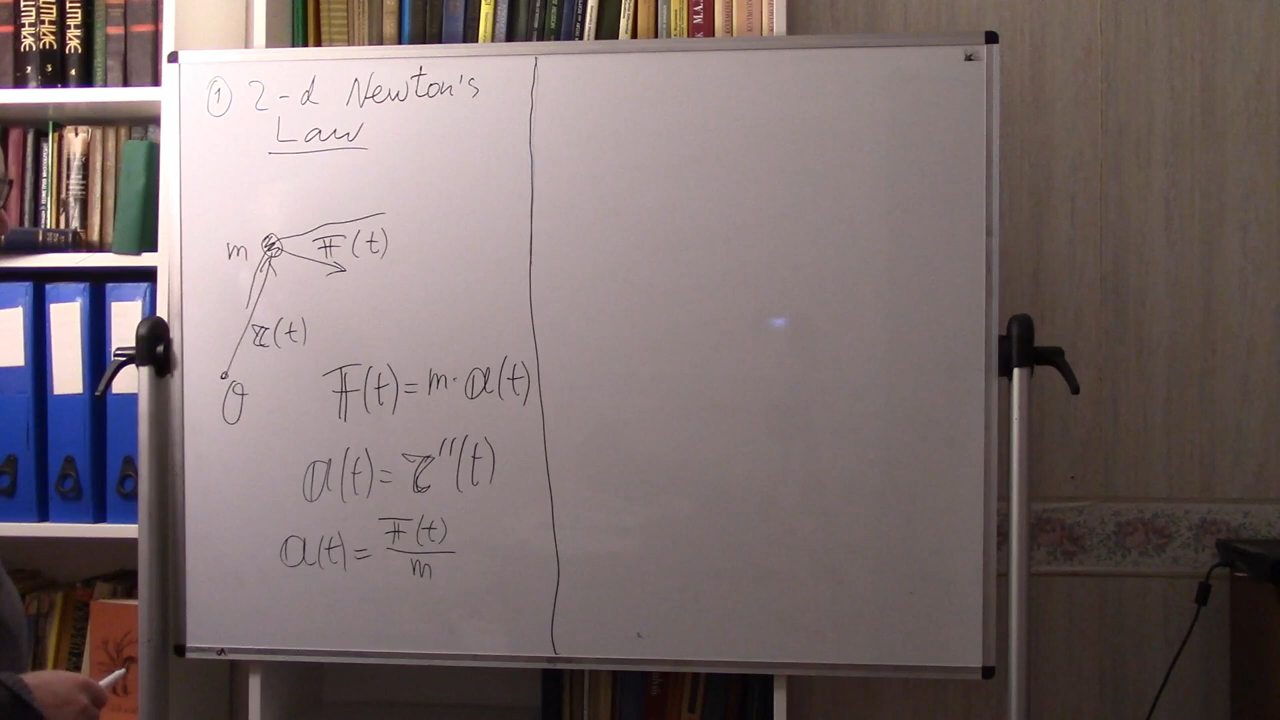 ① 2-d Newton's
Law
m
F(t)
r(t)
O
F(t) = m · a(t)
a(t) = r''(t)
a(t) = F(t)/m